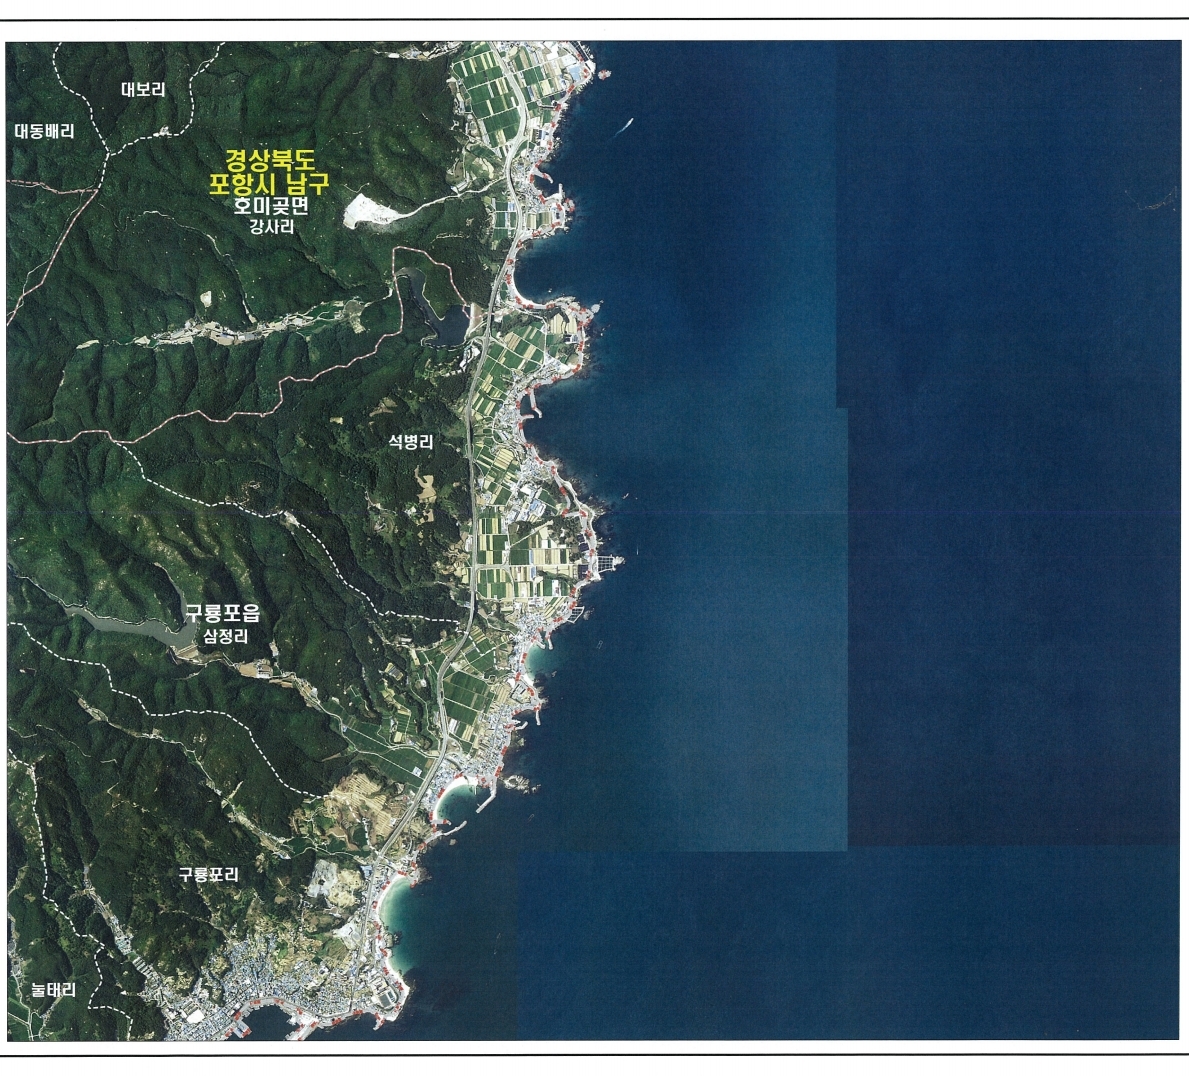 대보리
대동배리
경상북도
포항시 남구
호미곶면
강사리
석병리
구룡포읍
삼정리
구룡포리
눌태리